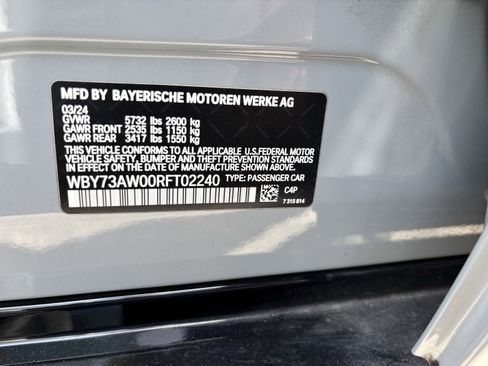 MFD BY BAYERISCHE MOTOREN WERKE AG
03/24
GVWR 5732 lbs 2600 kg
GAWR FRONT 2535 lbs 1150 kg
GAWR REAR 3417 lbs 1550 kg
THIS VEHICLE CONFORMS TO ALL APPLICABLE
U.S.FEDERAL MOTOR
VEHICLE SAFETY, BUMPER, AND THEFT PREVENTION
STANDARDS IN EFFECT ON THE DATE OF MANUFACTURE SHOWN ABOVE.
WBY73AW00RFT02240 TYPE: PASSENGER CAR
C4P
7 315 814